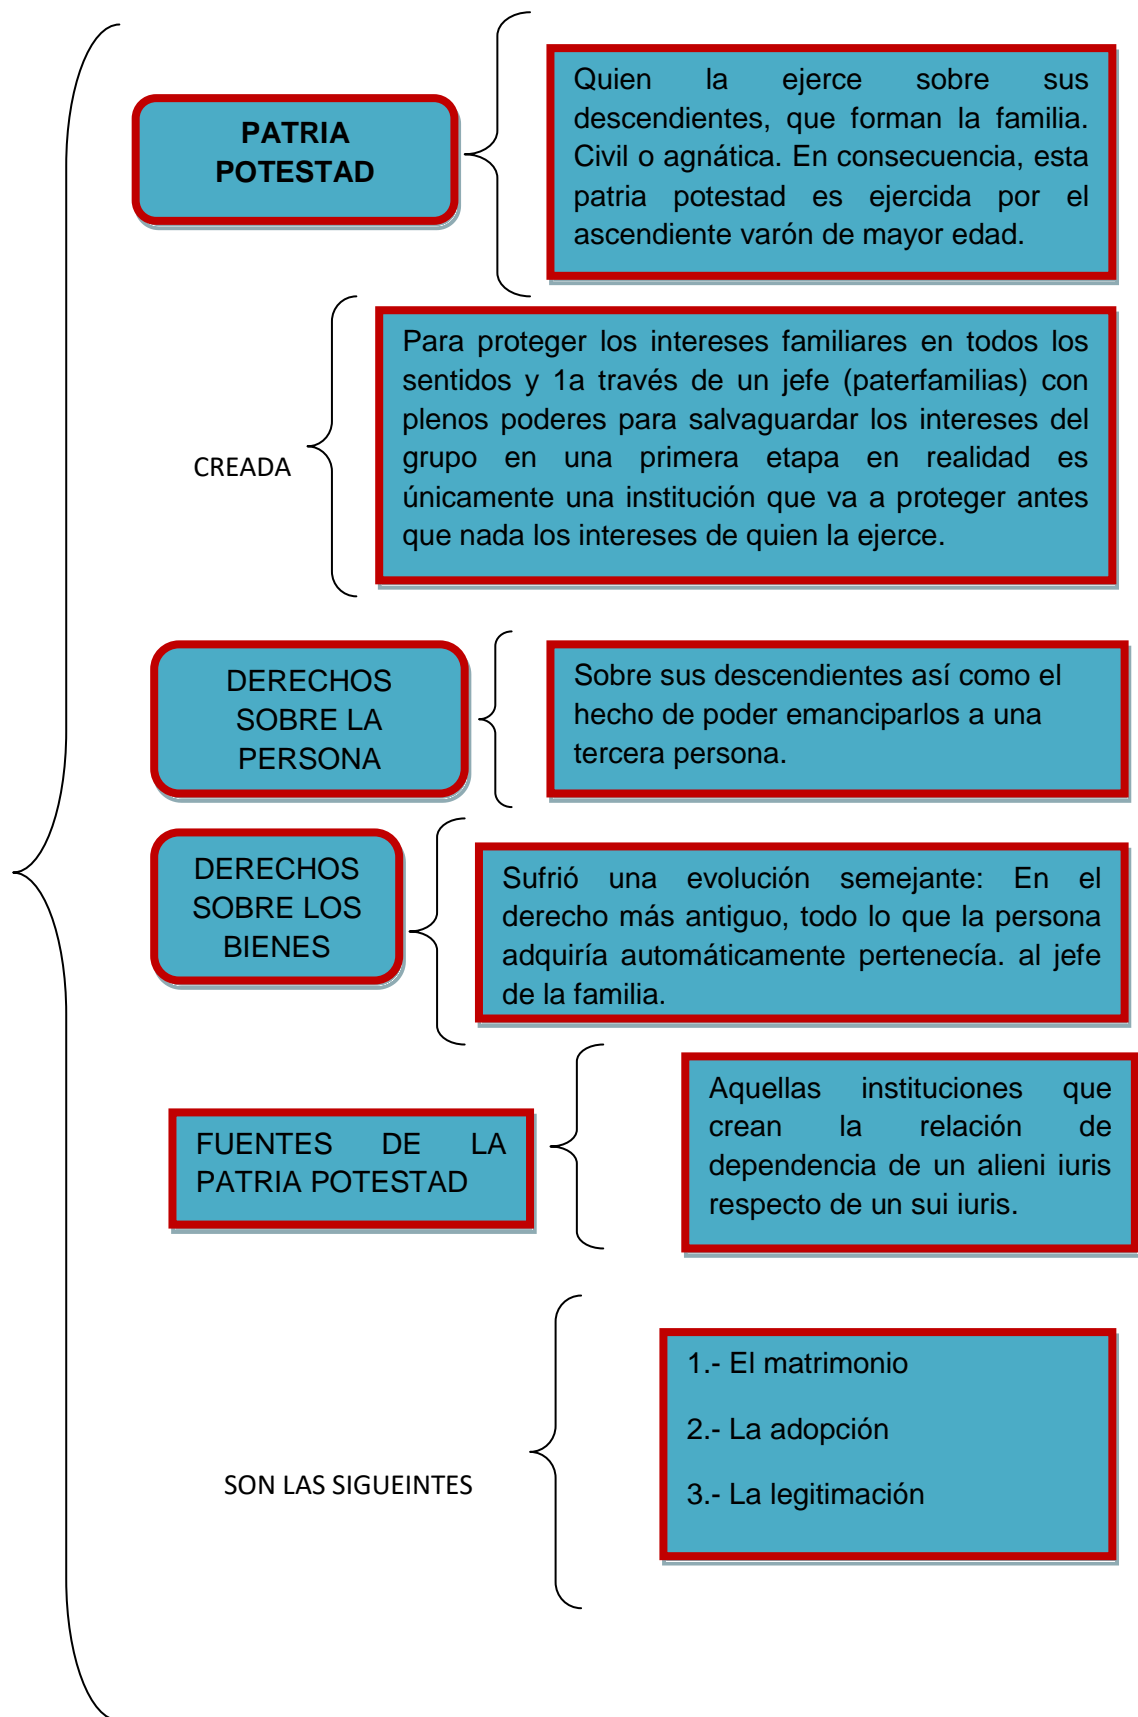 PATRIA
POTESTAD
Quien la ejerce sobre sus
descendientes, que forman la familia.
Civil o agnática. En consecuencia, esta
patria potestad es ejercida por el
ascendiente varón de mayor edad.
CREADA
Para proteger los intereses familiares en todos los
sentidos y 1a través de un jefe (paterfamilias) con
plenos poderes para salvaguardar los intereses del
grupo en una primera etapa en realidad es
únicamente una institución que va a proteger antes
que nada los intereses de quien la ejerce.
DERECHOS
SOBRE LA
PERSONA
Sobre sus descendientes así como el
hecho de poder emanciparlos a una
tercera persona.
DERECHOS
SOBRE LOS
BIENES
Sufrió una evolución semejante: En el
derecho más antiguo, todo lo que la persona
adquiría automáticamente pertenecía. al jefe
de la familia.
FUENTES DE LA
PATRIA POTESTAD
Aquellas instituciones que
crean la relación de
dependencia de un alieni iuris
respecto de un sui iuris.
SON LAS SIGUEINTES
1.- El matrimonio
2.- La adopción
3.- La legitimación